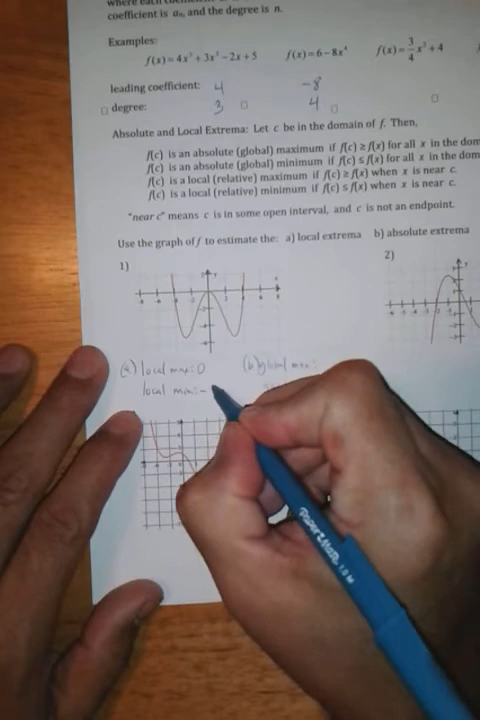 coefficient is aₙ, and the degree is n.
Examples:
f(x) = 4x³ + 3x² − 2x + 5 f(x) = 6 − 8x⁴ f(x) = 3/4 x² + 4
leading coefficient: 4 -8
degree: 3 4
Absolute and Local Extrema: Let c be in the domain of f. Then,
f(c) is an absolute (global) maximum if f(c) ≥ f(x) for all x in the dom
f(c) is an absolute (global) minimum if f(c) ≤ f(x) for all x in the dom
f(c) is a local (relative) maximum if f(c) ≥ f(x) when x is near c.
f(c) is a local (relative) minimum if f(c) ≤ f(x) when x is near c.
"near c" means c is in some open interval, and c is not an endpoint.
Use the graph of f to estimate the: a) local extrema b) absolute extrema
1) 2)
(a) local max: 0 (b) global max:
local min: -
PaperMate 1.0 M